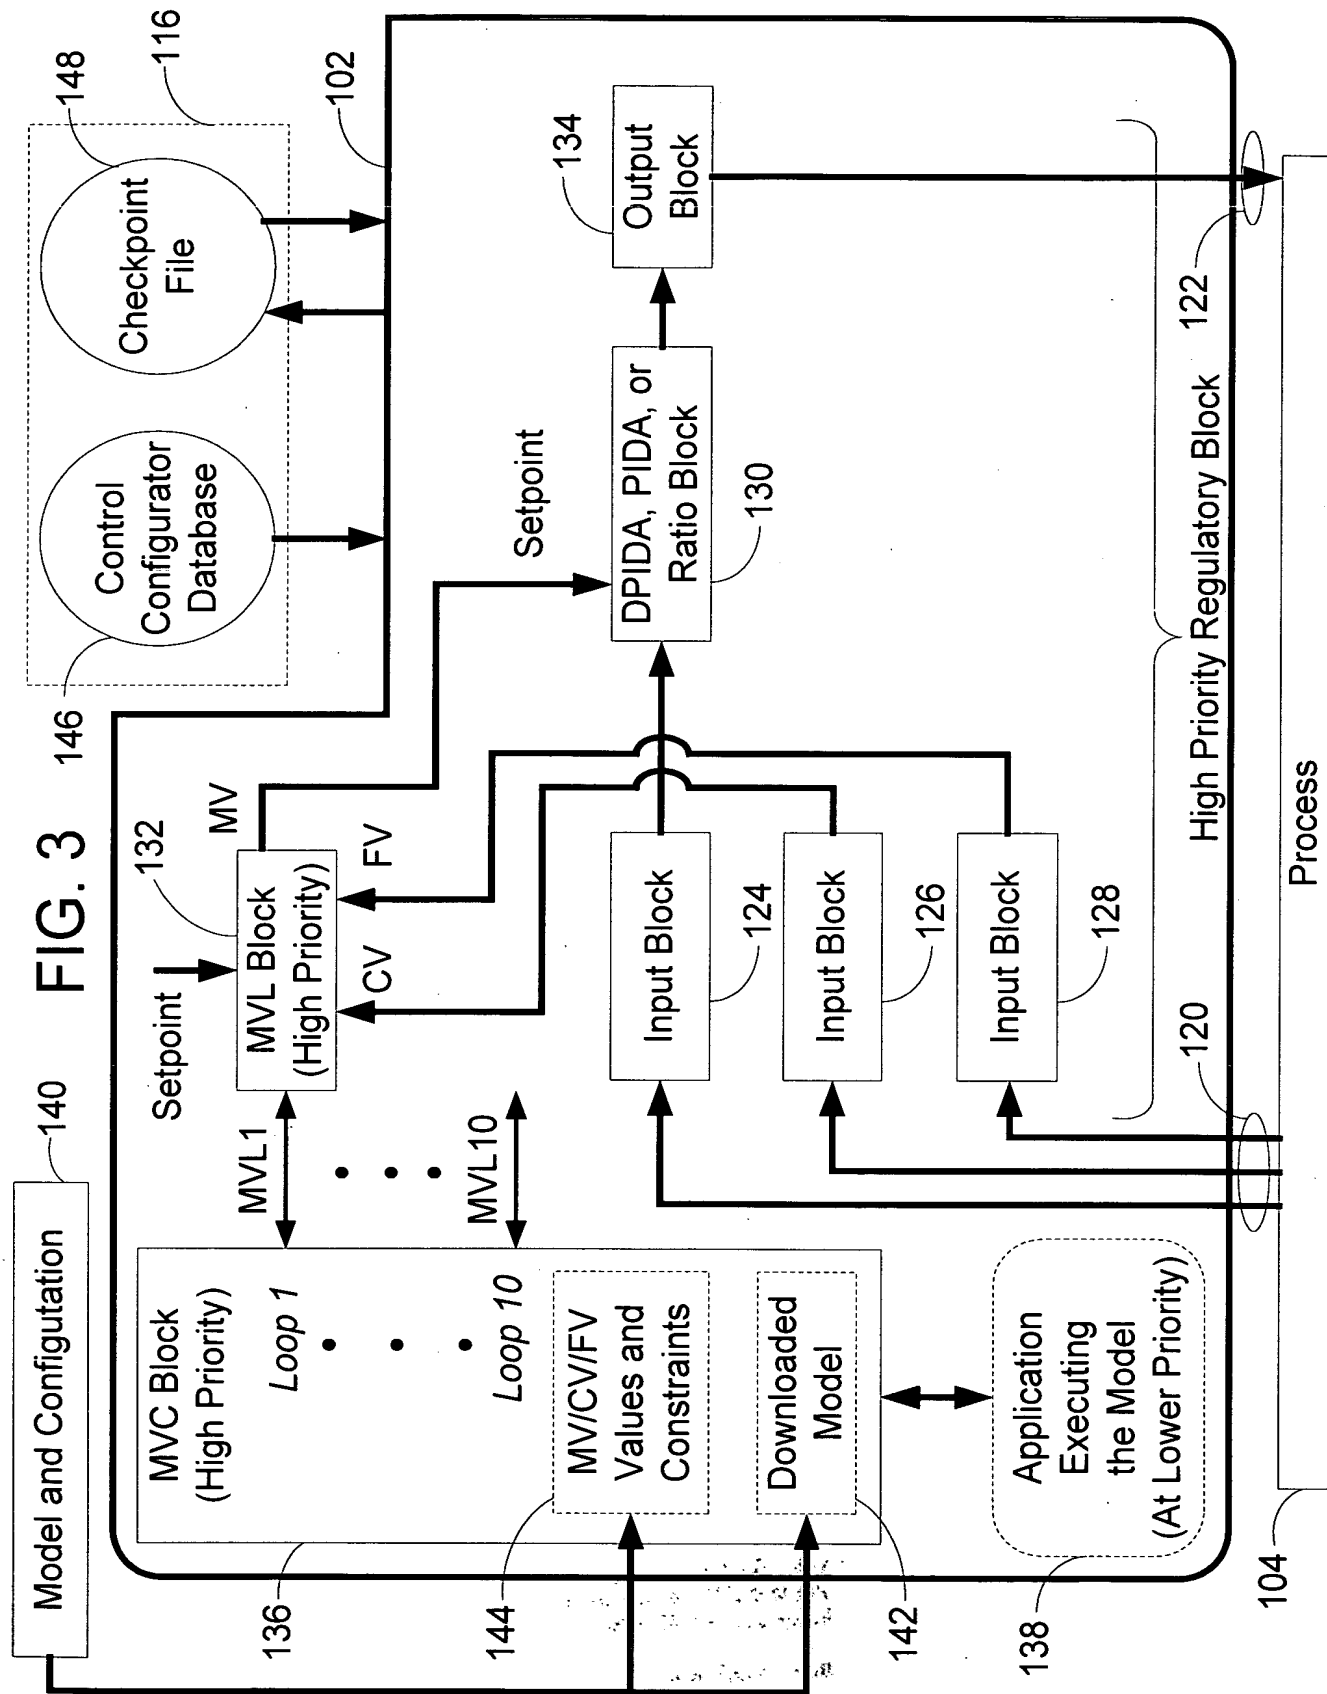 FIG. 3
Model and Configutation
140
Control
Configurator
Database
146
Checkpoint
File
148
116
102
MVC Block
(High Priority)
Loop 1
Loop 10
MV/CV/FV
Values and
Constraints
Downloaded
Model
136
144
142
Application
Executing
the Model
(At Lower Priority)
138
MVL1
MVL10
Setpoint
MVL Block
(High Priority)
132
MV
CV
FV
Setpoint
Input Block
124
Input Block
126
Input Block
128
DPIDA, PIDA, or
Ratio Block
130
Output
Block
134
High Priority Regulatory Block
120
122
Process
104